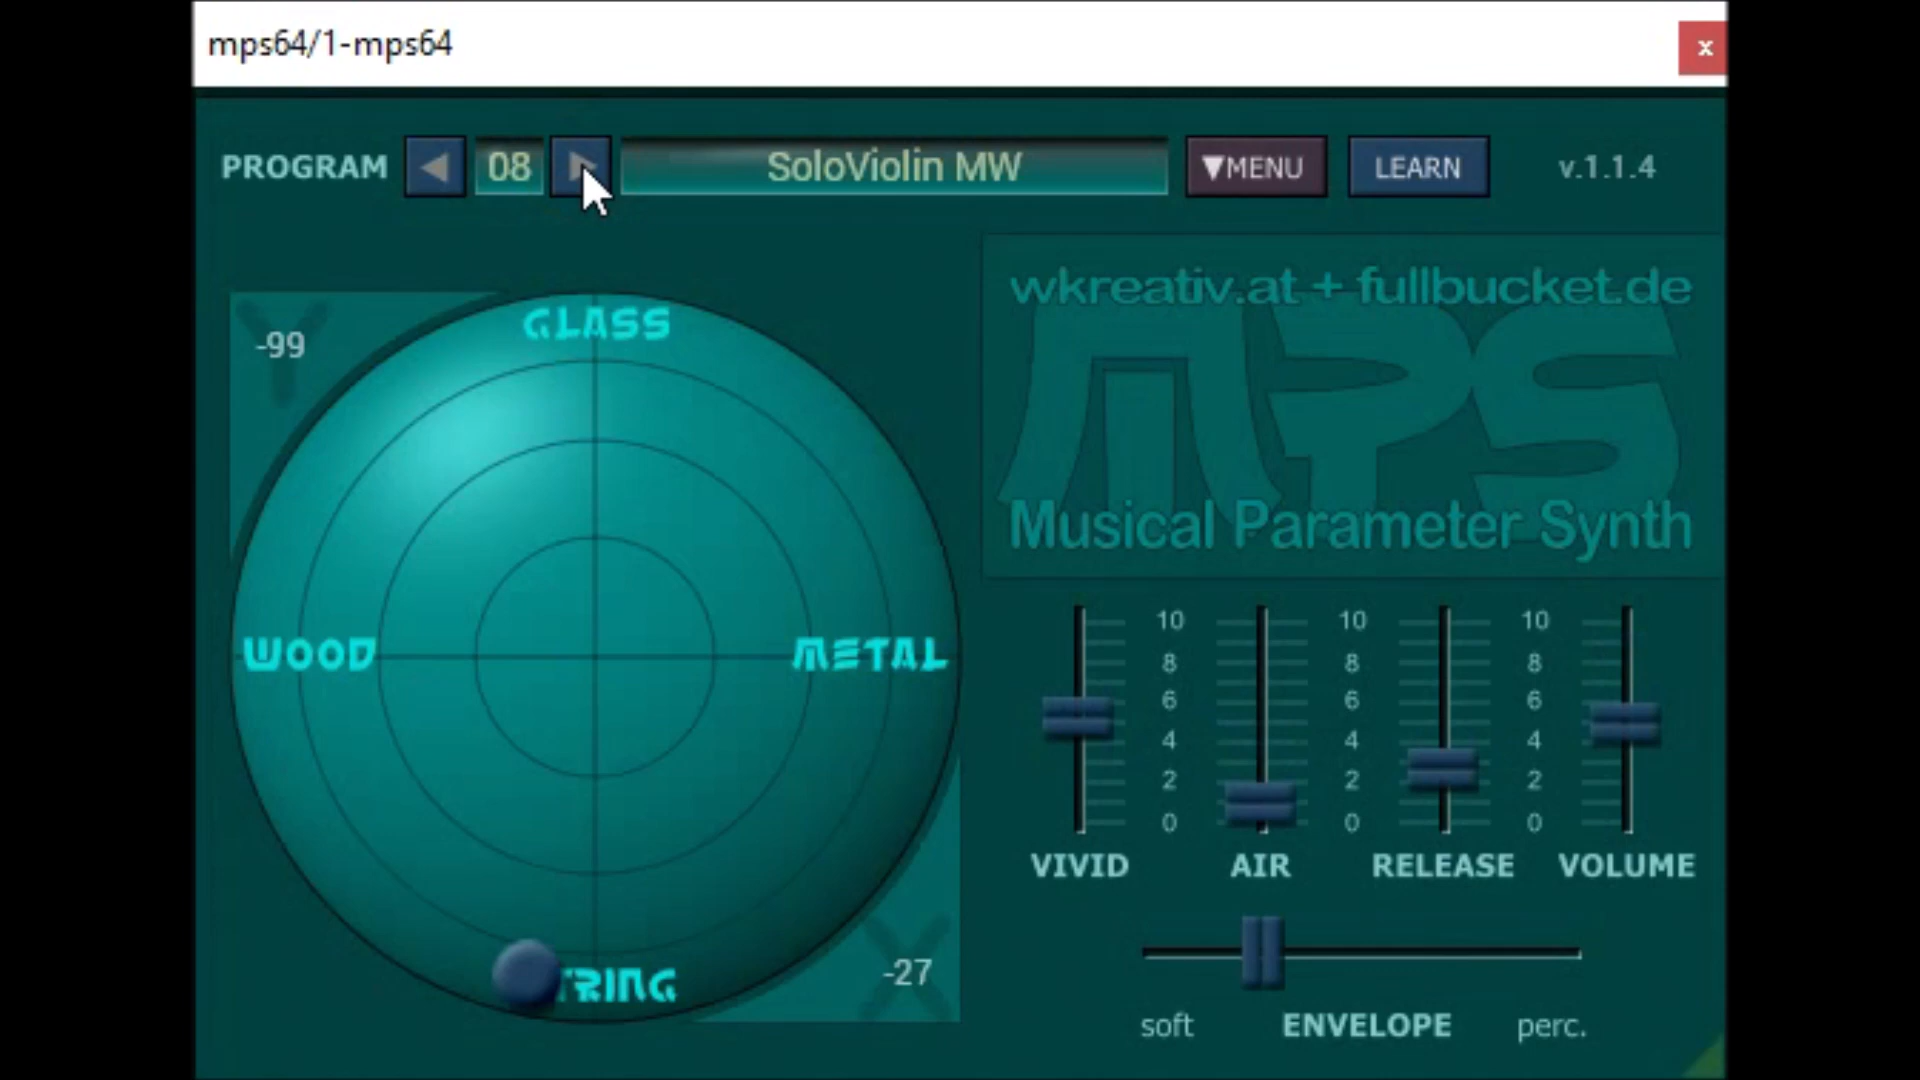 mps64/1-mps64
x
PROGRAM 08 SoloViolin MW ▼MENU LEARN v.1.1.4
wkreativ.at + fullbucket.de
MPS
Musical Parameter Synth
Y
-99
GLASS
WOOD
METAL
TRING
X
-27
10 10 10
8 8 8
6 6 6
4 4 4
2 2 2
0 0 0
VIVID AIR RELEASE VOLUME
soft ENVELOPE perc.